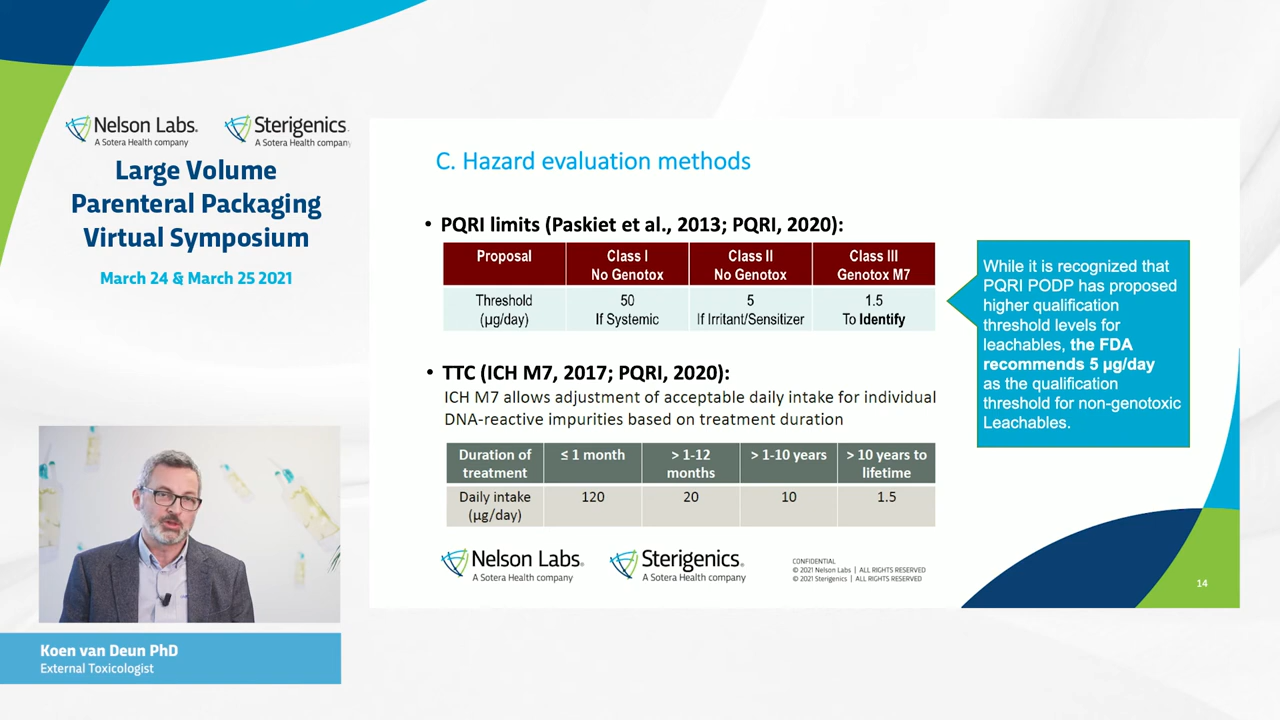 Nelson Labs.
A Sotera Health company
Sterigenics
A Sotera Health company
Large Volume
Parenteral Packaging
Virtual Symposium
March 24 & March 25 2021
C. Hazard evaluation methods
• PQRI limits (Paskiet et al., 2013; PQRI, 2020):
Proposal Class I Class II Class III
No Genotox No Genotox Genotox M7
Threshold 50 5 1.5
(µg/day) If Systemic If Irritant/Sensitizer To Identify
While it is recognized that
PQRI PODP has proposed
higher qualification
threshold levels for
leachables, the FDA
recommends 5 µg/day
as the qualification
threshold for non-genotoxic
Leachables.
• TTC (ICH M7, 2017; PQRI, 2020):
ICH M7 allows adjustment of acceptable daily intake for individual
DNA-reactive impurities based on treatment duration
Duration of ≤ 1 month > 1-12 > 1-10 years > 10 years to
treatment months lifetime
Daily intake 120 20 10 1.5
(µg/day)
Nelson Labs.
A Sotera Health company
Sterigenics.
A Sotera Health company
CONFIDENTIAL
© 2021 Nelson Labs | ALL RIGHTS RESERVED
© 2021 Sterigenics | ALL RIGHTS RESERVED
14
Koen van Deun PhD
External Toxicologist